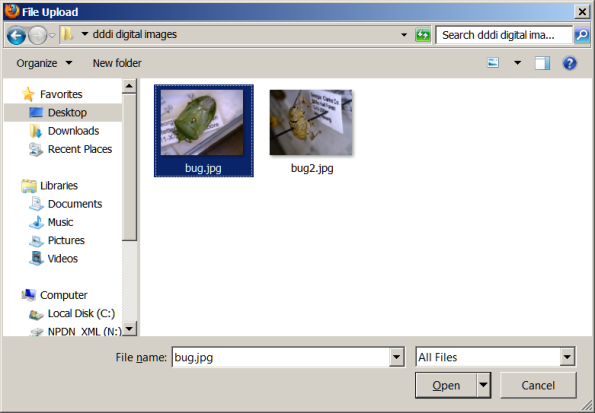 File Upload
dddi digital images
Search dddi digital ima...
Organize
New folder
Favorites
Desktop
Downloads
Recent Places
Libraries
Documents
Music
Pictures
Videos
Computer
Local Disk (C:)
NPDN_XML (N:)
bug.jpg
bug2.jpg
File name:
bug.jpg
All Files
Open
Cancel